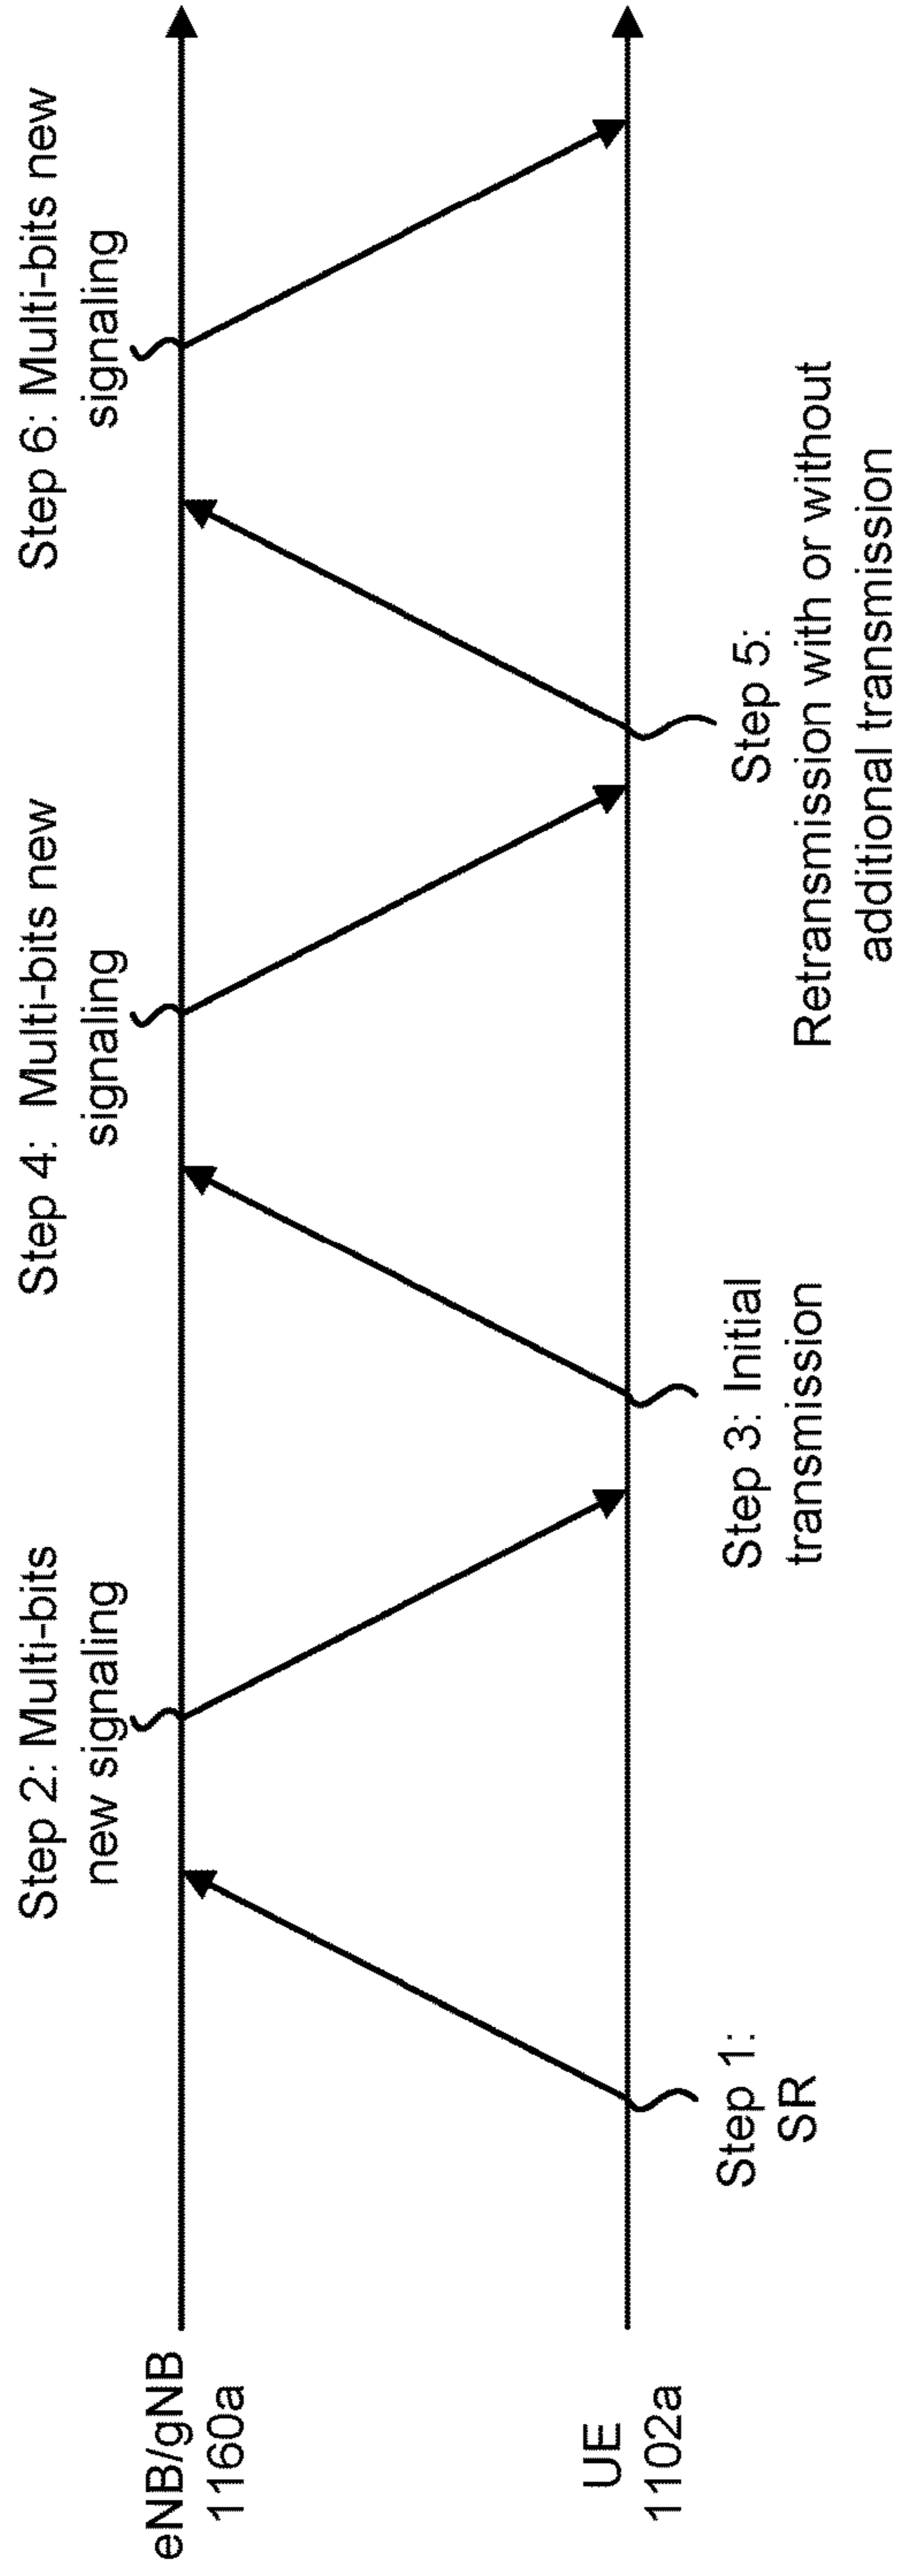 eNB/gNB
1160a
UE
1102a
Step 1:
SR
Step 2: Multi-bits
new signaling
Step 3: Initial
transmission
Step 4: Multi-bits new
signaling
Step 5:
Retransmission with or without
additional transmission
Step 6: Multi-bits new
signaling